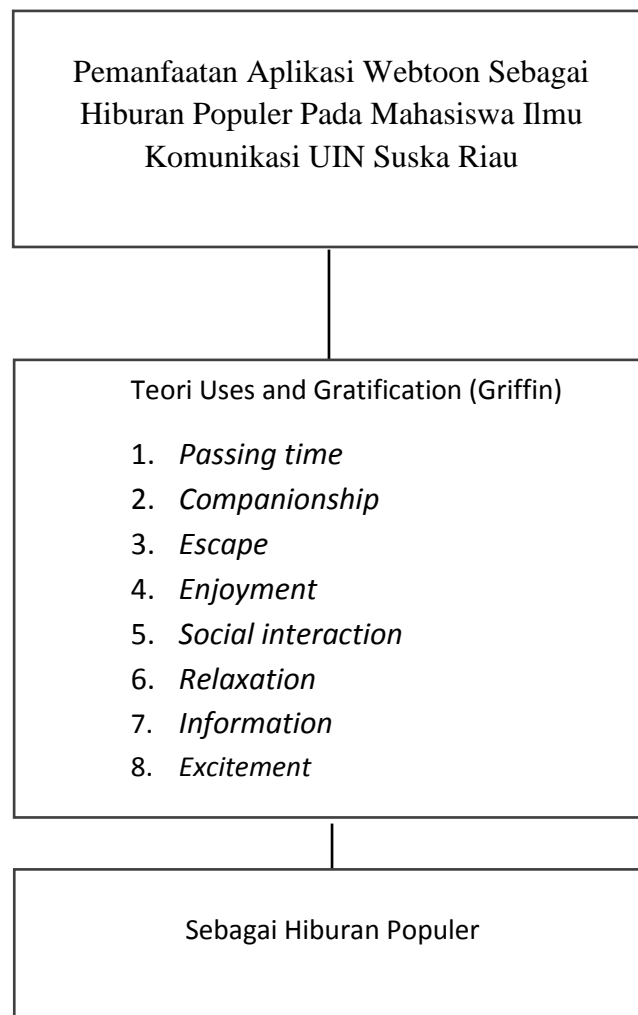 Pemanfaatan Aplikasi Webtoon Sebagai
Hiburan Populer Pada Mahasiswa Ilmu
Komunikasi UIN Suska Riau
Teori Uses and Gratification (Griffin)
1. Passing time
2. Companionship
3. Escape
4. Enjoyment
5. Social interaction
6. Relaxation
7. Information
8. Excitement
Sebagai Hiburan Populer